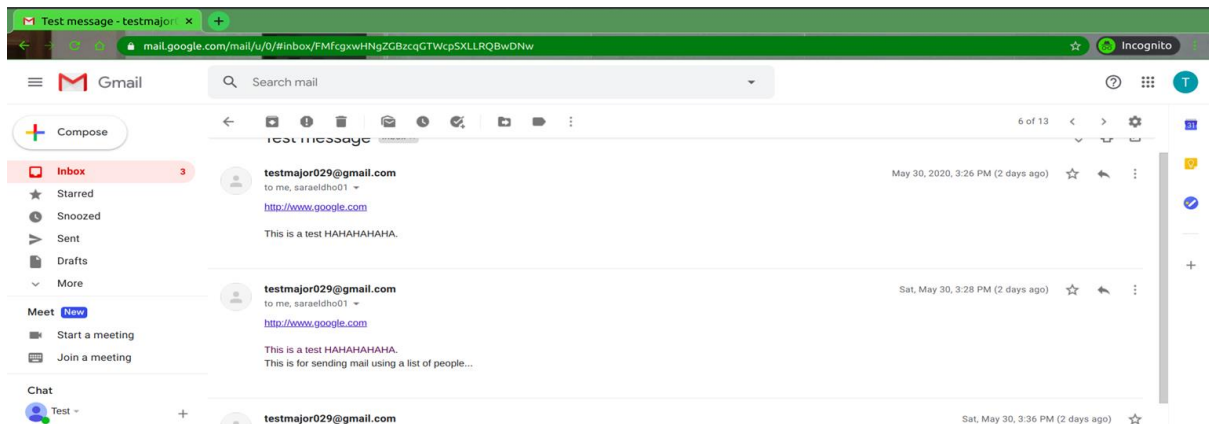 Test message - testmajor
mail.google.com/mail/u/0/#inbox/FMfcgxwHNgZGBzcqGTWcpSXLLRQBwDNw
Incognito
Gmail
Search mail
T
Compose
6 of 13
31
Test message
Inbox 3
testmajor029@gmail.com May 30, 2020, 3:26 PM (2 days ago)
to me, saraeldho01
Starred
http://www.google.com
Snoozed
This is a test HAHAHAHAHA.
Sent
Drafts
More
testmajor029@gmail.com Sat, May 30, 3:28 PM (2 days ago)
to me, saraeldho01
Meet New
http://www.google.com
Start a meeting
This is a test HAHAHAHAHA.
Join a meeting
This is for sending mail using a list of people...
Chat
Test
testmajor029@gmail.com Sat, May 30, 3:36 PM (2 days ago)